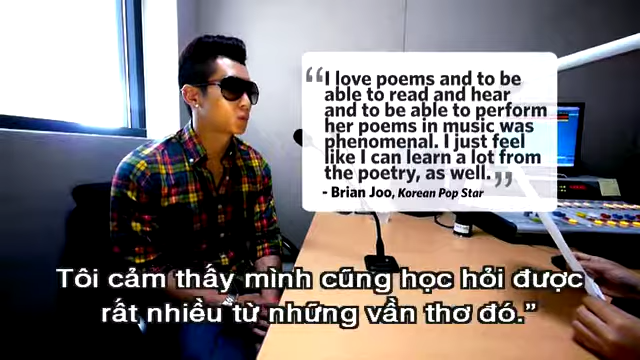 “I love poems and to be
able to read and hear
and to be able to perform
her poems in music was
phenomenal. I just feel
like I can learn a lot from
the poetry, as well.”
- Brian Joo, Korean Pop Star
Tôi cảm thấy mình cũng học hỏi được
rất nhiều từ những vần thơ đó.”